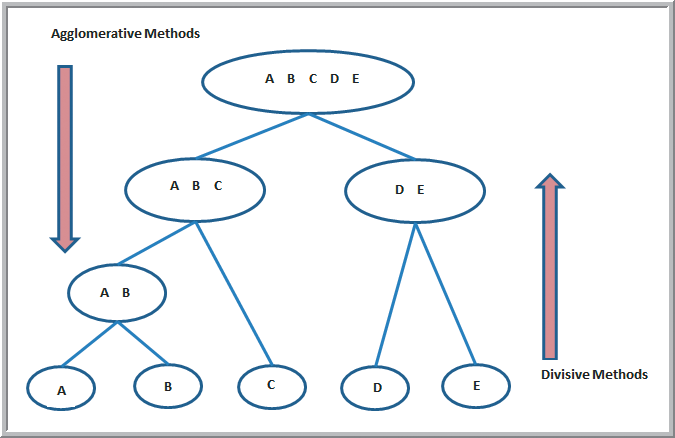 Agglomerative Methods
A B C D E
A B C
D E
A B
A
B
C
D
E
Divisive Methods